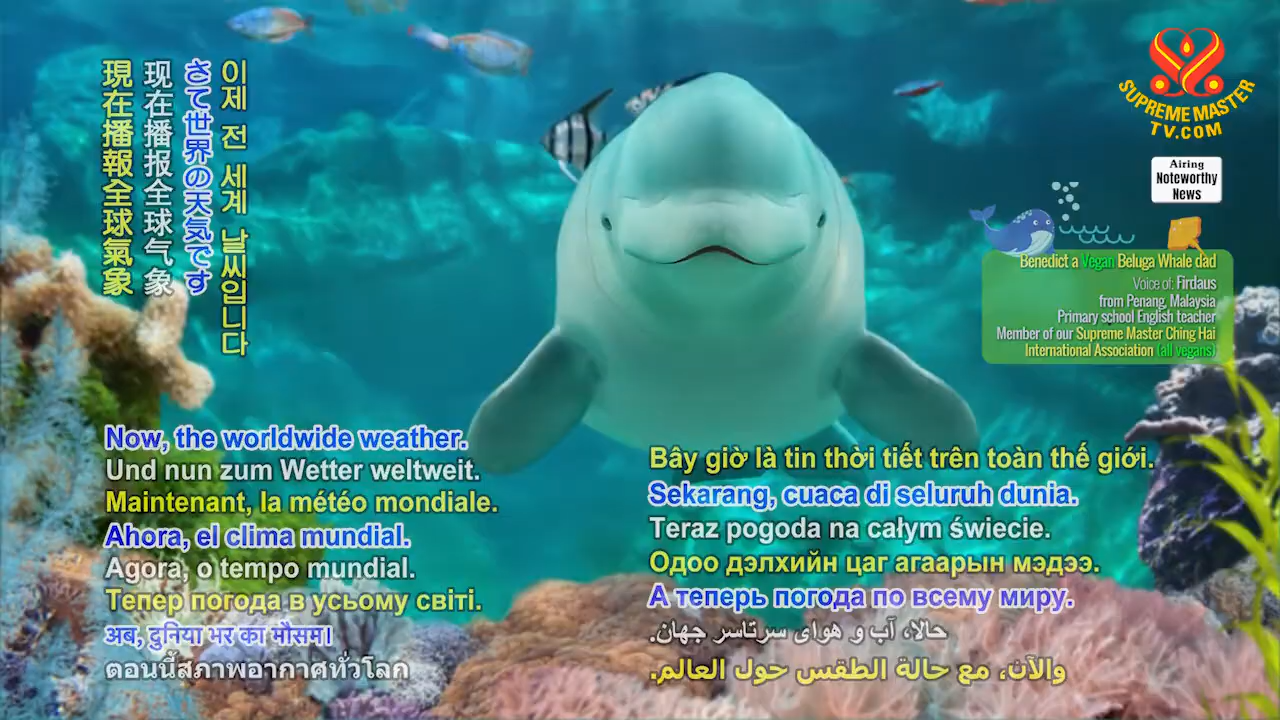 現在播報全球氣象
现在播报全球气象
さて世界の天気です
이제 전 세계 날씨입니다
SUPREME MASTER
TV.COM
Airing
Noteworthy
News
Benedict a Vegan Beluga Whale dad
Voice of: Firdaus
from Penang, Malaysia
Primary school English teacher
Member of our Supreme Master Ching Hai
International Association (all vegans)
Now, the worldwide weather.
Und nun zum Wetter weltweit.
Maintenant, la météo mondiale.
Ahora, el clima mundial.
Agora, o tempo mundial.
Тепер погода в усьому світі.
अब, दुनिया भर का मौसम।
ตอนนี้สภาพอากาศทั่วโลก
Bây giờ là tin thời tiết trên toàn thế giới.
Sekarang, cuaca di seluruh dunia.
Teraz pogoda na całym świecie.
Одоо дэлхийн цаг агаарын мэдээ.
А теперь погода по всему миру.
حالا، آب و هوای سرتاسر جهان.
والآن، مع حالة الطقس حول العالم.